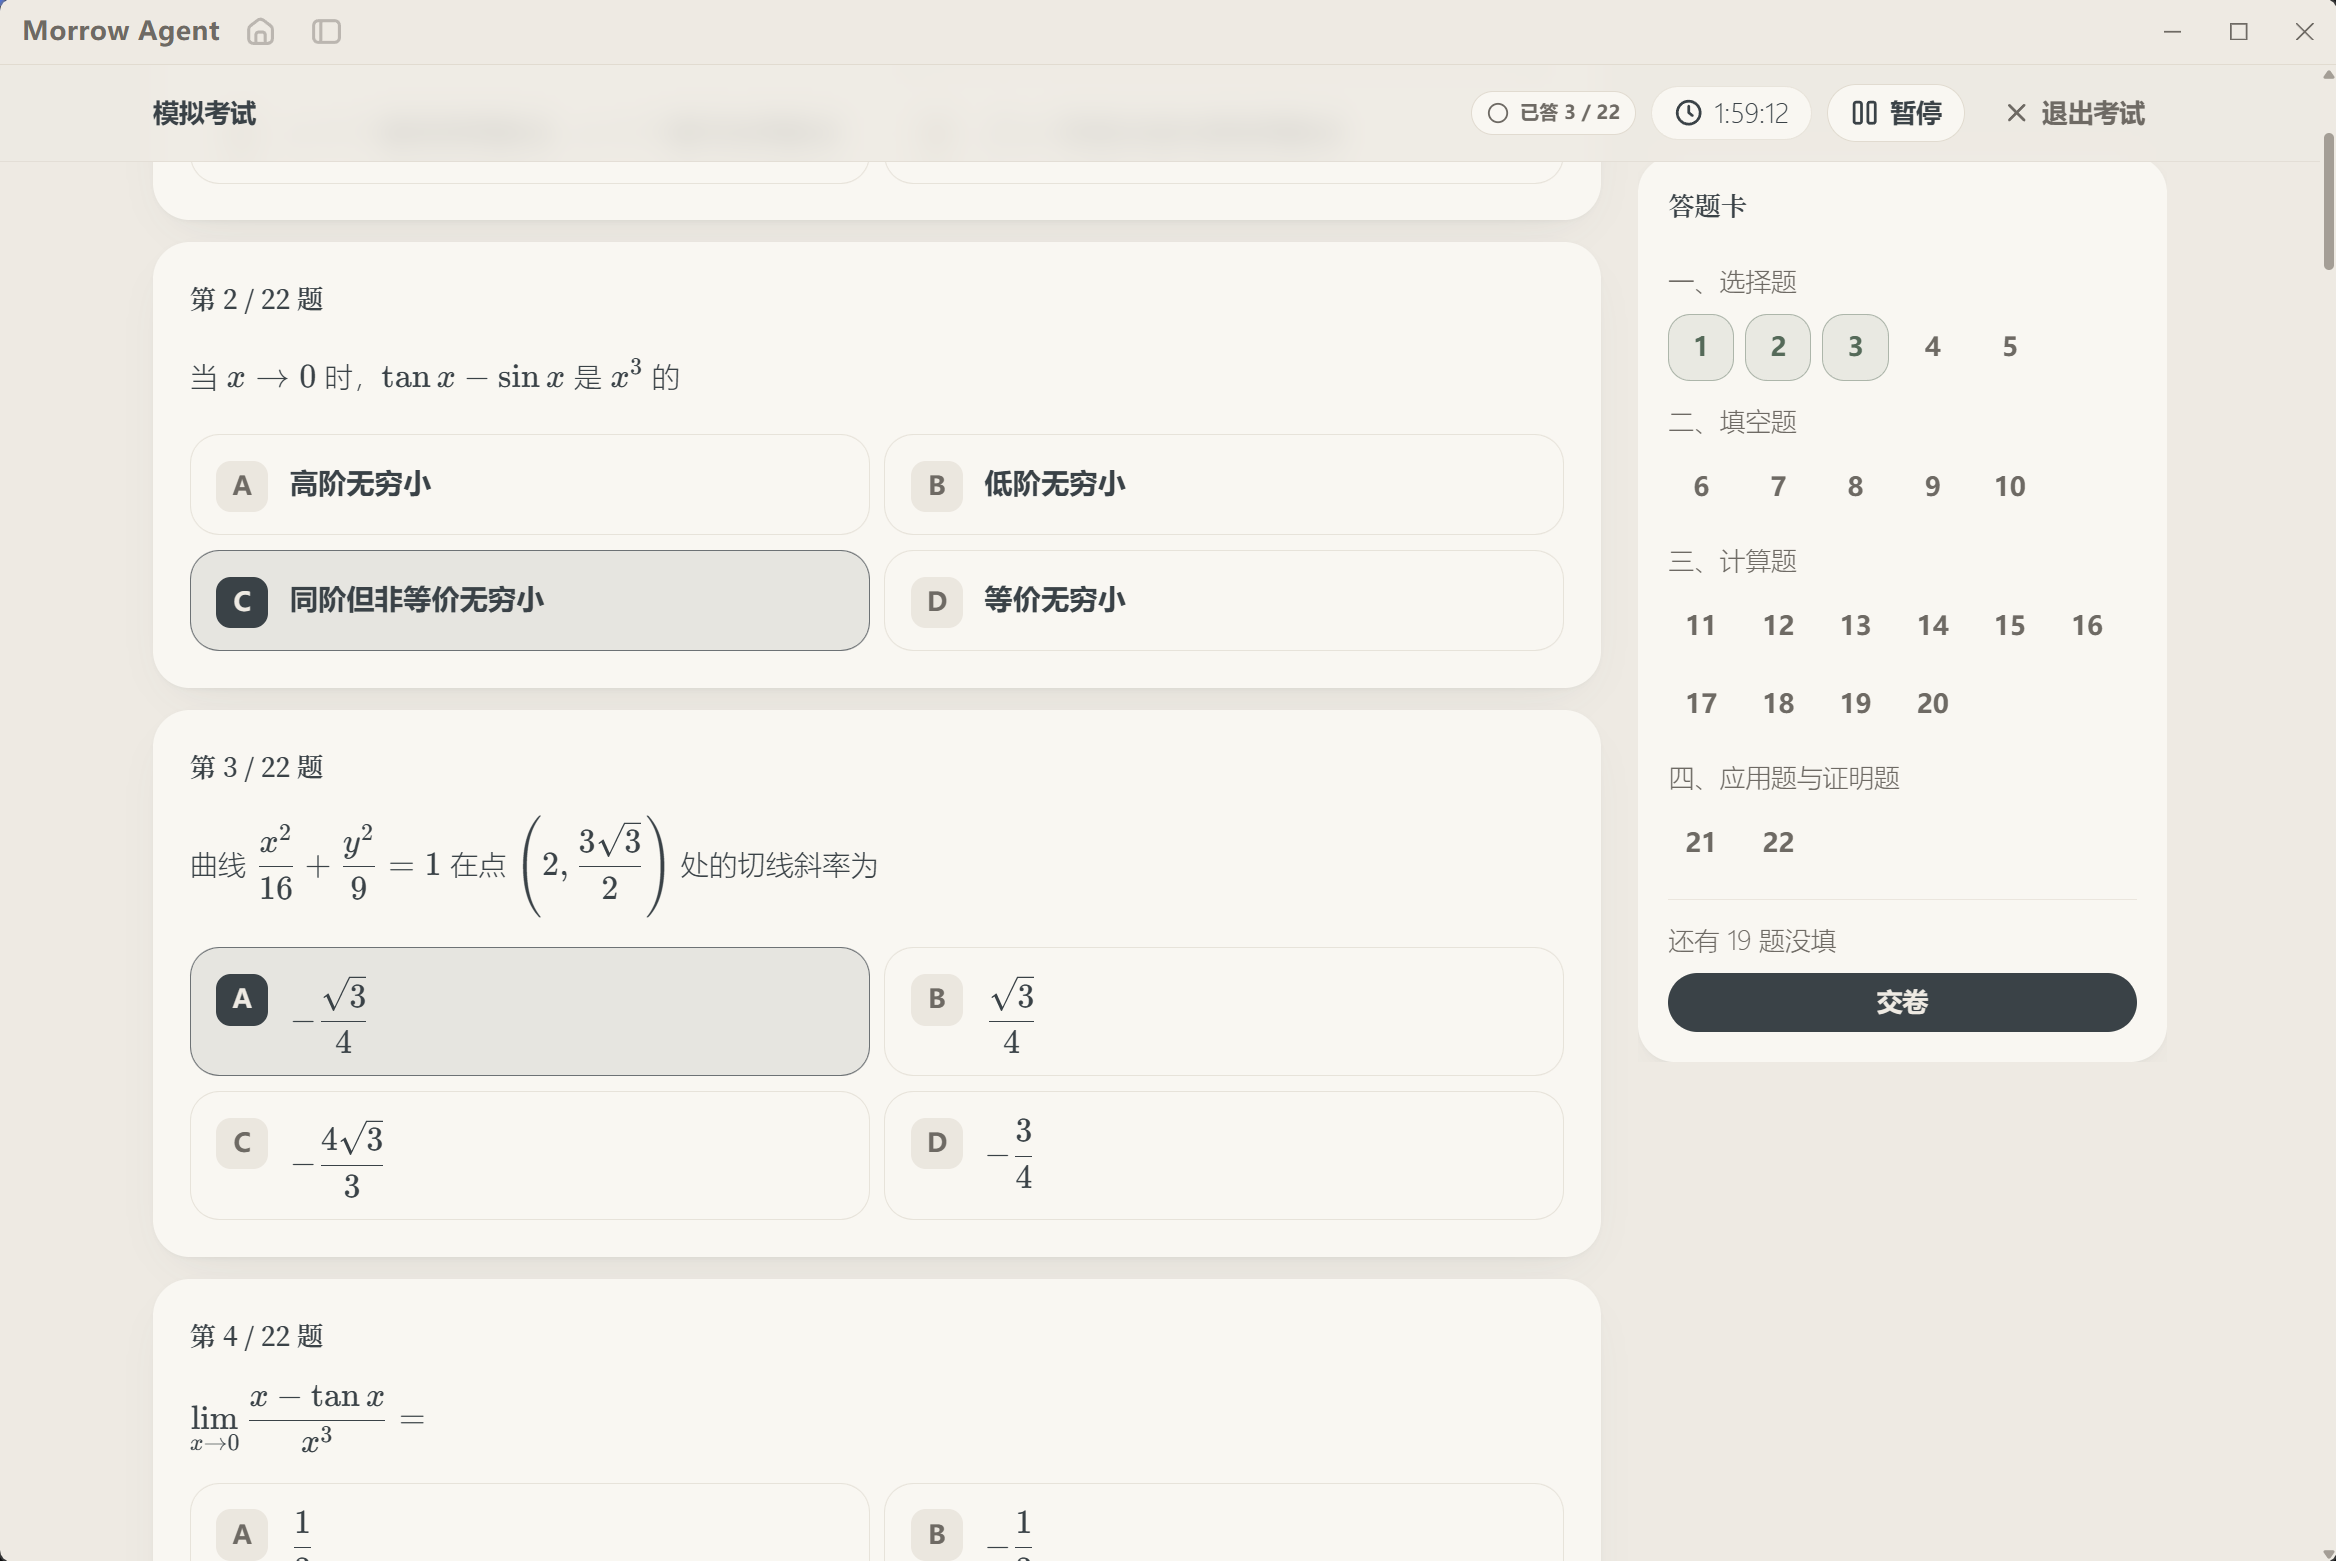 Morrow Agent
模拟考试
已答 3 / 22
1:59:12
暂停
退出考试
第 2 / 22 题
当 x → 0 时, tan x − sin x 是 x³ 的
A 高阶无穷小
B 低阶无穷小
C 同阶但非等价无穷小
D 等价无穷小
第 3 / 22 题
曲线 x²/16 + y²/9 = 1 在点 (2, 3√3/2) 处的切线斜率为
A −√3/4
B √3/4
C −4√3/3
D −3/4
第 4 / 22 题
lim x→0 (x − tan x)/x³ =
A 1
B −1
答题卡
一、选择题
1 2 3 4 5
二、填空题
6 7 8 9 10
三、计算题
11 12 13 14 15 16
17 18 19 20
四、应用题与证明题
21 22
还有 19 题没填
交卷